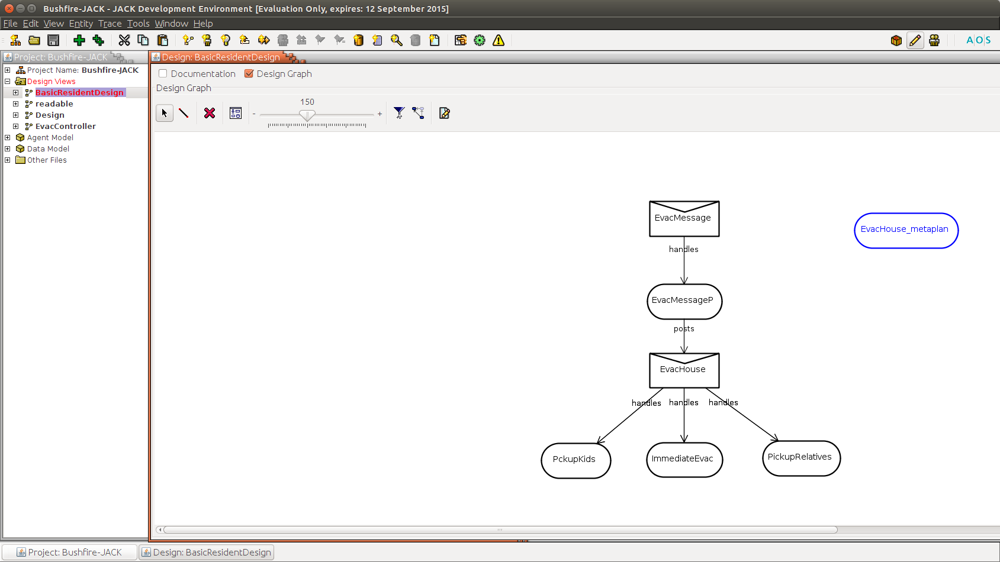 Bushfire-JACK - JACK Development Environment [Evaluation Only, expires: 12 September 2015]
File Edit View Entity Trace Tools Window Help
A|O|S
Project: Bushfire-JACK
Project Name: Bushfire-JACK
Design Views
BasicResidentDesign
readable
Design
EvacController
Agent Model
Data Model
Other Files
Design: BasicResidentDesign
Documentation Design Graph
Design Graph
150
- +
EvacMessage
EvacHouse_metaplan
handles
EvacMessageP
posts
EvacHouse
handles handles handles
PckupKids ImmediateEvac PickupRelatives
Project: Bushfire-JACK Design: BasicResidentDesign